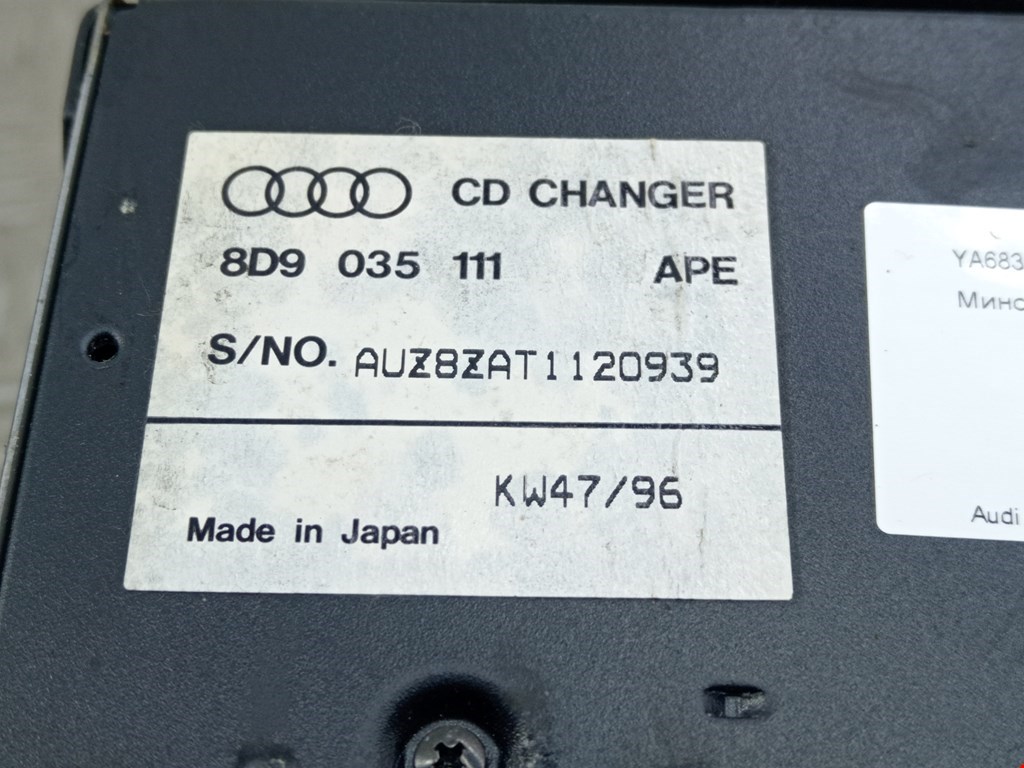 CD CHANGER
8D9 035 111 APE
S/NO. AUZ8ZAT1120939
KW47/96
Made in Japan
YA683
Минс
Audi